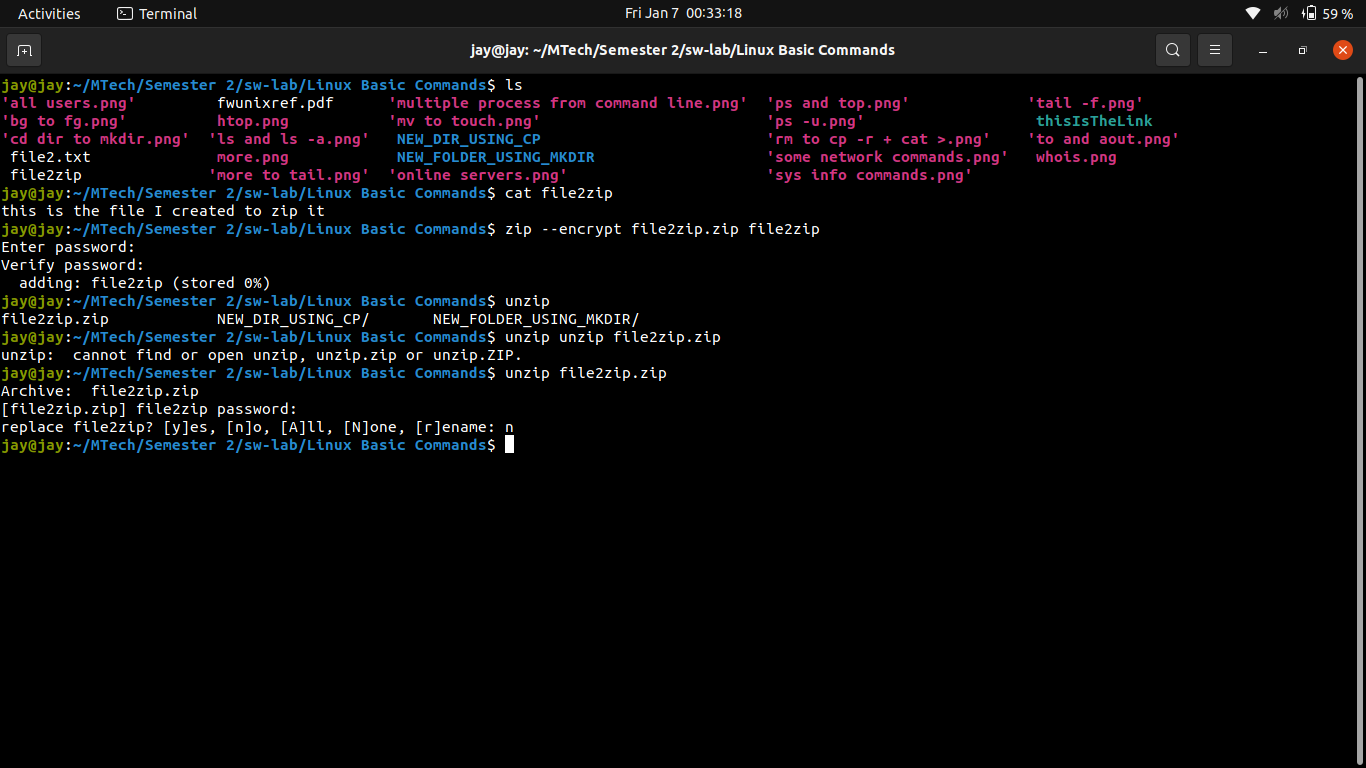 Activities Terminal Fri Jan 7 00:33:18 59 %
jay@jay: ~/MTech/Semester 2/sw-lab/Linux Basic Commands
jay@jay:~/MTech/Semester 2/sw-lab/Linux Basic Commands$ ls
'all users.png' fwunixref.pdf 'multiple process from command line.png' 'ps and top.png' 'tail -f.png'
'bg to fg.png' htop.png 'mv to touch.png' 'ps -u.png' thisIsTheLink
'cd dir to mkdir.png' 'ls and ls -a.png' NEW_DIR_USING_CP 'rm to cp -r + cat >.png' 'to and aout.png'
file2.txt more.png NEW_FOLDER_USING_MKDIR 'some network commands.png' whois.png
file2zip 'more to tail.png' 'online servers.png' 'sys info commands.png'
jay@jay:~/MTech/Semester 2/sw-lab/Linux Basic Commands$ cat file2zip
this is the file I created to zip it
jay@jay:~/MTech/Semester 2/sw-lab/Linux Basic Commands$ zip --encrypt file2zip.zip file2zip
Enter password:
Verify password:
adding: file2zip (stored 0%)
jay@jay:~/MTech/Semester 2/sw-lab/Linux Basic Commands$ unzip
file2zip.zip NEW_DIR_USING_CP/ NEW_FOLDER_USING_MKDIR/
jay@jay:~/MTech/Semester 2/sw-lab/Linux Basic Commands$ unzip unzip file2zip.zip
unzip: cannot find or open unzip, unzip.zip or unzip.ZIP.
jay@jay:~/MTech/Semester 2/sw-lab/Linux Basic Commands$ unzip file2zip.zip
Archive: file2zip.zip
[file2zip.zip] file2zip password:
replace file2zip? [y]es, [n]o, [A]ll, [N]one, [r]ename: n
jay@jay:~/MTech/Semester 2/sw-lab/Linux Basic Commands$